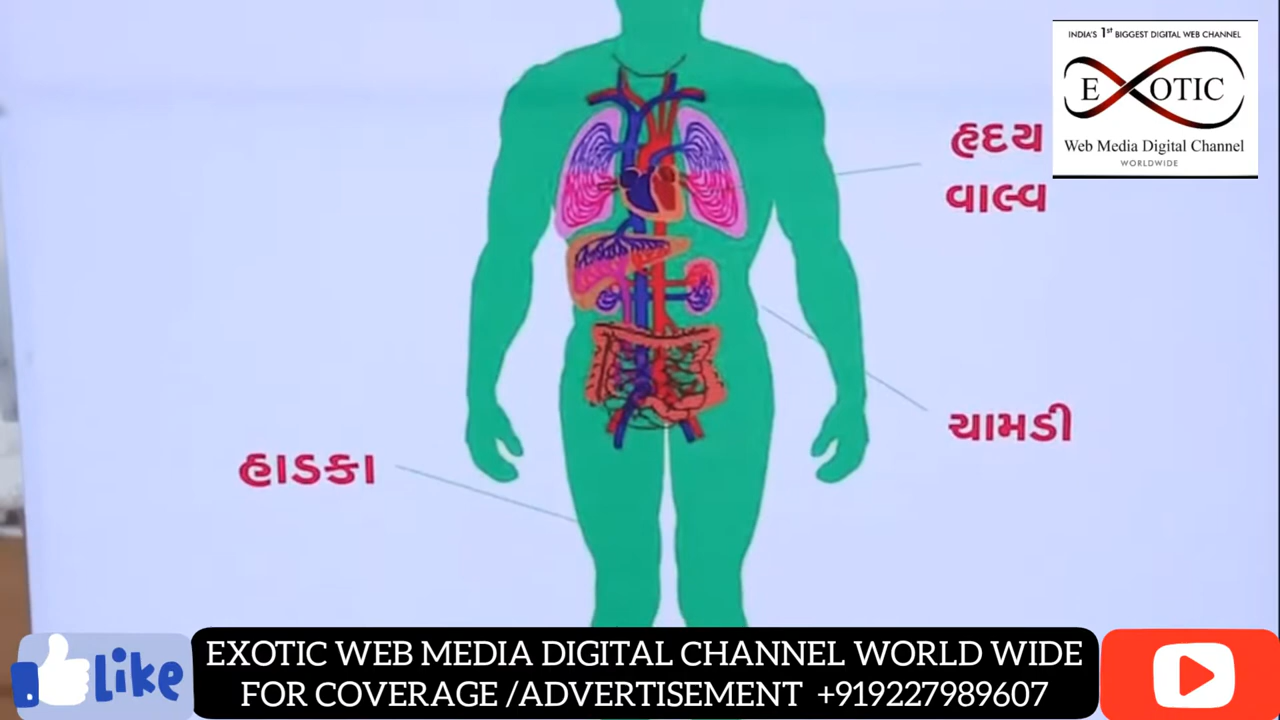 INDIA'S 1st BIGGEST DIGITAL WEB CHANNEL
EXOTIC
Web Media Digital Channel
WORLDWIDE
હૃદય
વાલ્વ
ચામડી
હાડકા
Like
EXOTIC WEB MEDIA DIGITAL CHANNEL WORLD WIDE
FOR COVERAGE /ADVERTISEMENT +919227989607